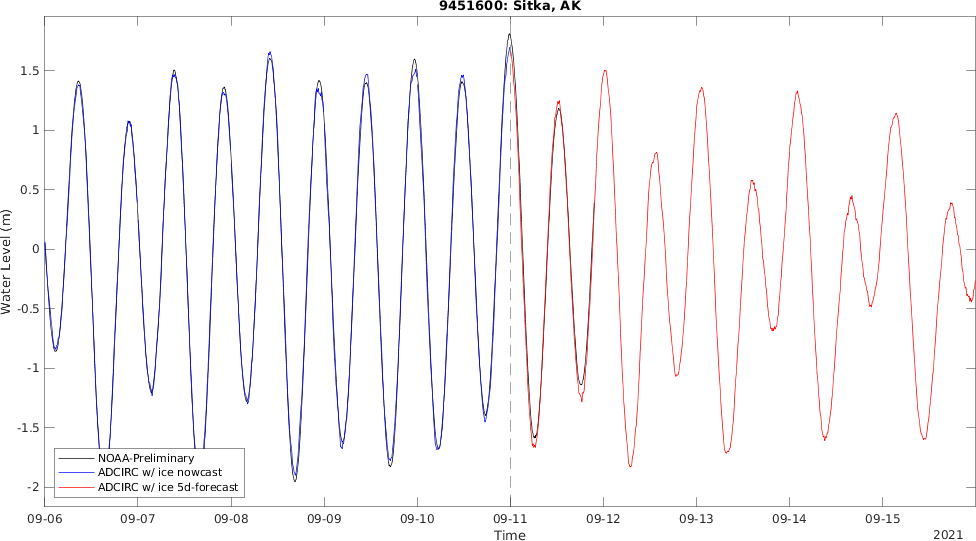 9451600: Sitka, AK
Water Level (m)
1.5
1
0.5
0
-0.5
-1
-1.5
-2
NOAA-Preliminary
ADCIRC w/ ice nowcast
ADCIRC w/ ice 5d-forecast
09-06 09-07 09-08 09-09 09-10 09-11 09-12 09-13 09-14 09-15
Time
2021